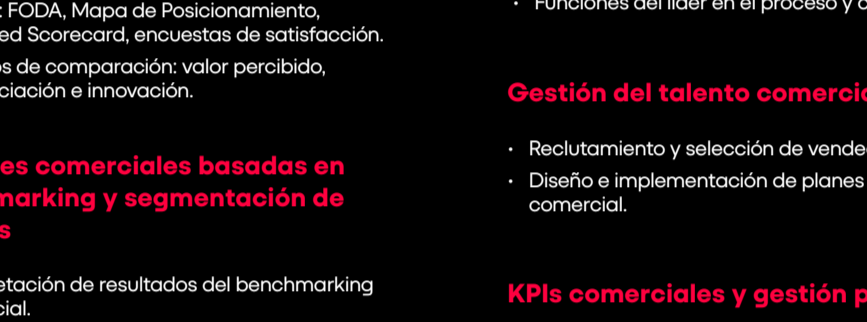 : FODA, Mapa de Posicionamiento,
ed Scorecard, encuestas de satisfacción.
os de comparación: valor percibido,
ciación e innovación.
es comerciales basadas en
marking y segmentación de
s
etación de resultados del benchmarking
cial.
Funciones del líder en el proceso y c
Gestión del talento comercia
• Reclutamiento y selección de vende
• Diseño e implementación de planes
comercial.
KPIs comerciales y gestión p